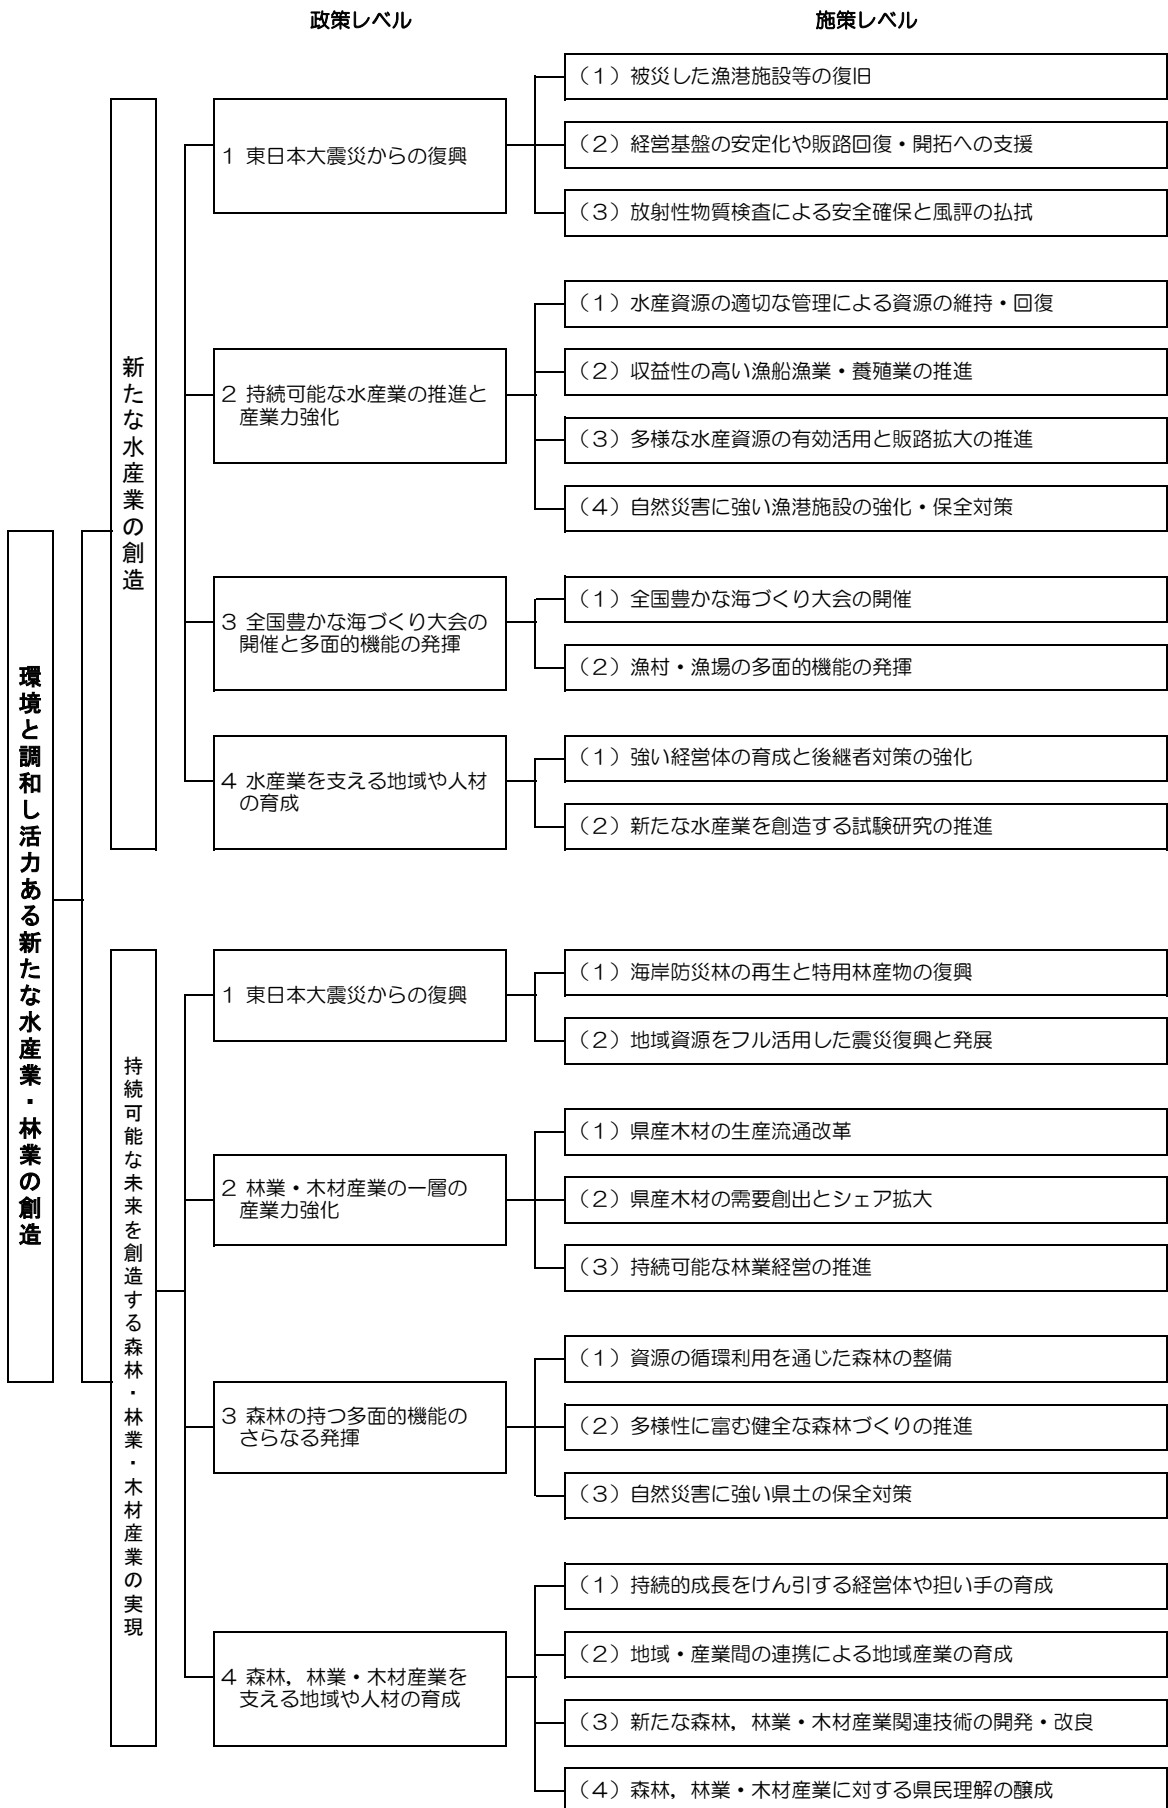 政策レベル
施策レベル
環境と調和し活力ある新たな水産業・林業の創造
新たな水産業の創造
1 東日本大震災からの復興
（1）被災した漁港施設等の復旧
（2）経営基盤の安定化や販路回復・開拓への支援
（3）放射性物質検査による安全確保と風評の払拭
2 持続可能な水産業の推進と
産業力強化
（1）水産資源の適切な管理による資源の維持・回復
（2）収益性の高い漁船漁業・養殖業の推進
（3）多様な水産資源の有効活用と販路拡大の推進
（4）自然災害に強い漁港施設の強化・保全対策
3 全国豊かな海づくり大会の
開催と多面的機能の発揮
（1）全国豊かな海づくり大会の開催
（2）漁村・漁場の多面的機能の発揮
4 水産業を支える地域や人材
の育成
（1）強い経営体の育成と後継者対策の強化
（2）新たな水産業を創造する試験研究の推進
持続可能な未来を創造する森林・林業・木材産業の実現
1 東日本大震災からの復興
（1）海岸防災林の再生と特用林産物の復興
（2）地域資源をフル活用した震災復興と発展
2 林業・木材産業の一層の
産業力強化
（1）県産木材の生産流通改革
（2）県産木材の需要創出とシェア拡大
（3）持続可能な林業経営の推進
3 森林の持つ多面的機能の
さらなる発揮
（1）資源の循環利用を通じた森林の整備
（2）多様性に富む健全な森林づくりの推進
（3）自然災害に強い県土の保全対策
4 森林，林業・木材産業を
支える地域や人材の育成
（1）持続的成長をけん引する経営体や担い手の育成
（2）地域・産業間の連携による地域産業の育成
（3）新たな森林，林業・木材産業関連技術の開発・改良
（4）森林，林業・木材産業に対する県民理解の醸成